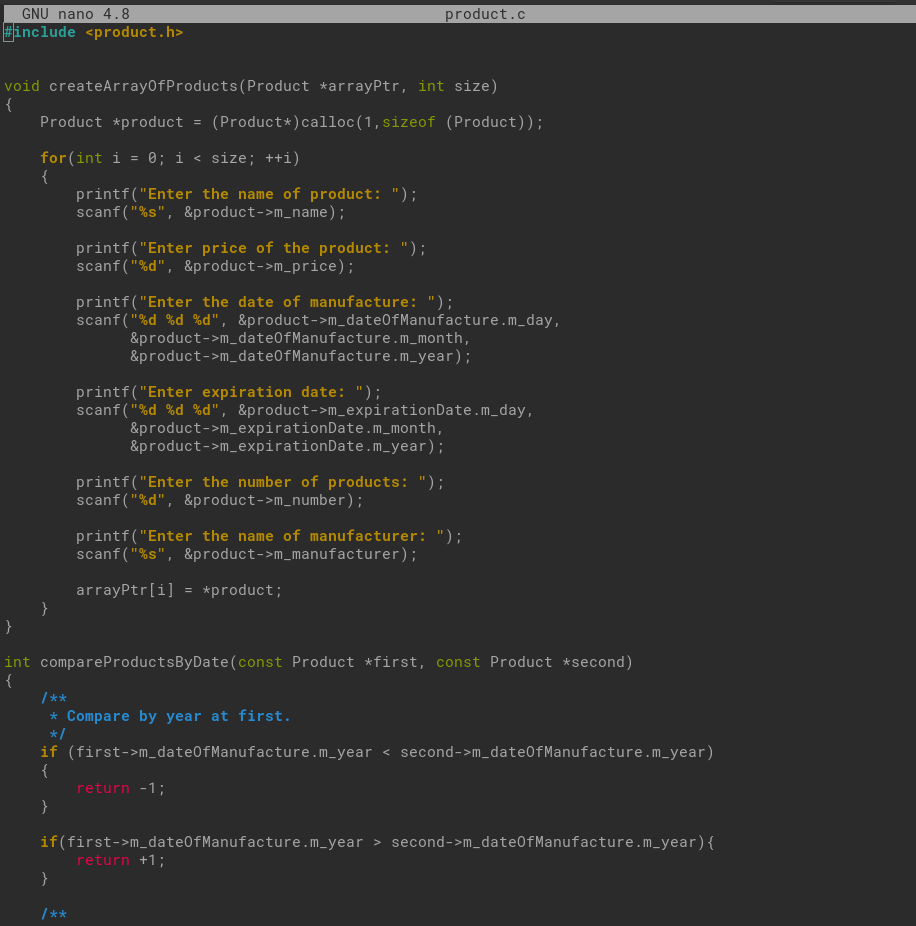 GNU nano 4.8 product.c
#include <product.h>
void createArrayOfProducts(Product *arrayPtr, int size)
{
Product *product = (Product*)calloc(1,sizeof (Product));
for(int i = 0; i < size; ++i)
{
printf("Enter the name of product: ");
scanf("%s", &product->m_name);
printf("Enter price of the product: ");
scanf("%d", &product->m_price);
printf("Enter the date of manufacture: ");
scanf("%d %d %d", &product->m_dateOfManufacture.m_day,
&product->m_dateOfManufacture.m_month,
&product->m_dateOfManufacture.m_year);
printf("Enter expiration date: ");
scanf("%d %d %d", &product->m_expirationDate.m_day,
&product->m_expirationDate.m_month,
&product->m_expirationDate.m_year);
printf("Enter the number of products: ");
scanf("%d", &product->m_number);
printf("Enter the name of manufacturer: ");
scanf("%s", &product->m_manufacturer);
arrayPtr[i] = *product;
}
}
int compareProductsByDate(const Product *first, const Product *second)
{
/**
* Compare by year at first.
*/
if (first->m_dateOfManufacture.m_year < second->m_dateOfManufacture.m_year)
{
return -1;
}
if(first->m_dateOfManufacture.m_year > second->m_dateOfManufacture.m_year){
return +1;
}
/**